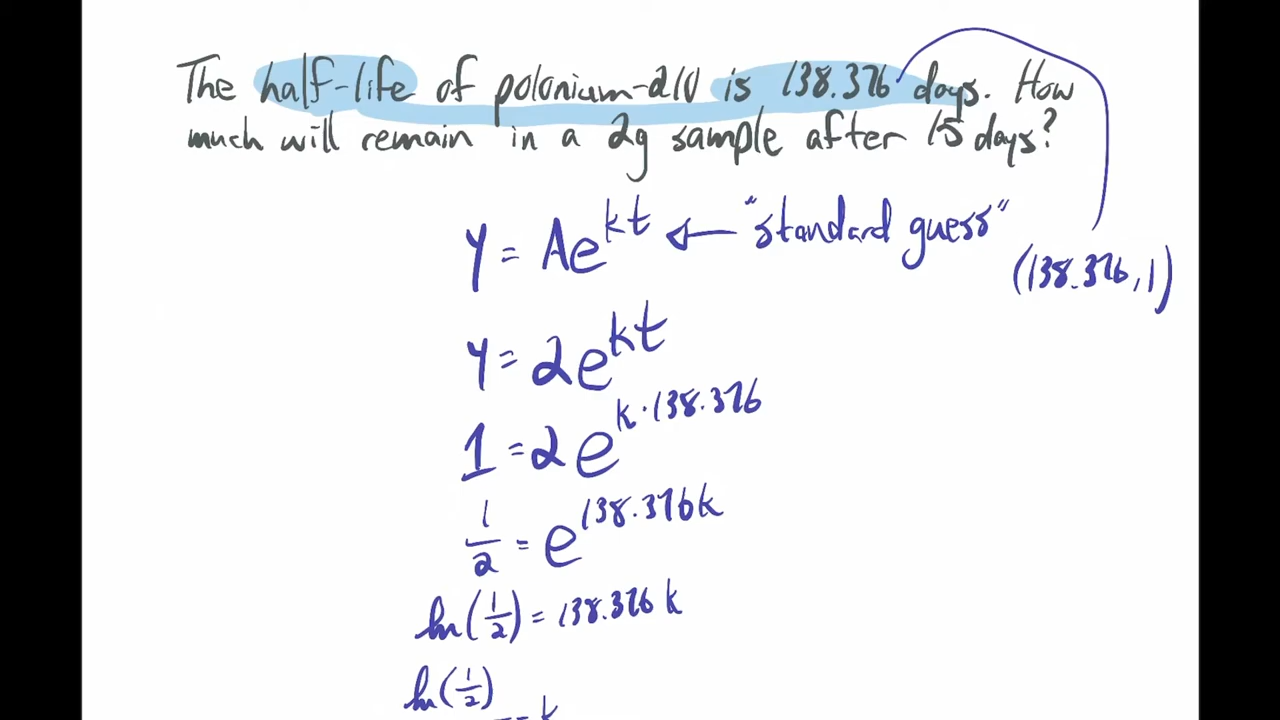 The half-life of polonium-210 is 138.376 days. How
much will remain in a 2g sample after 15 days?
y = Ae^{kt} ← "standard guess"
(138.376, 1)
y = 2e^{kt}
1 = 2e^{k·138.376}
1/2 = e^{138.376k}
ln(1/2) = 138.376 k
ln(1/2)
= k